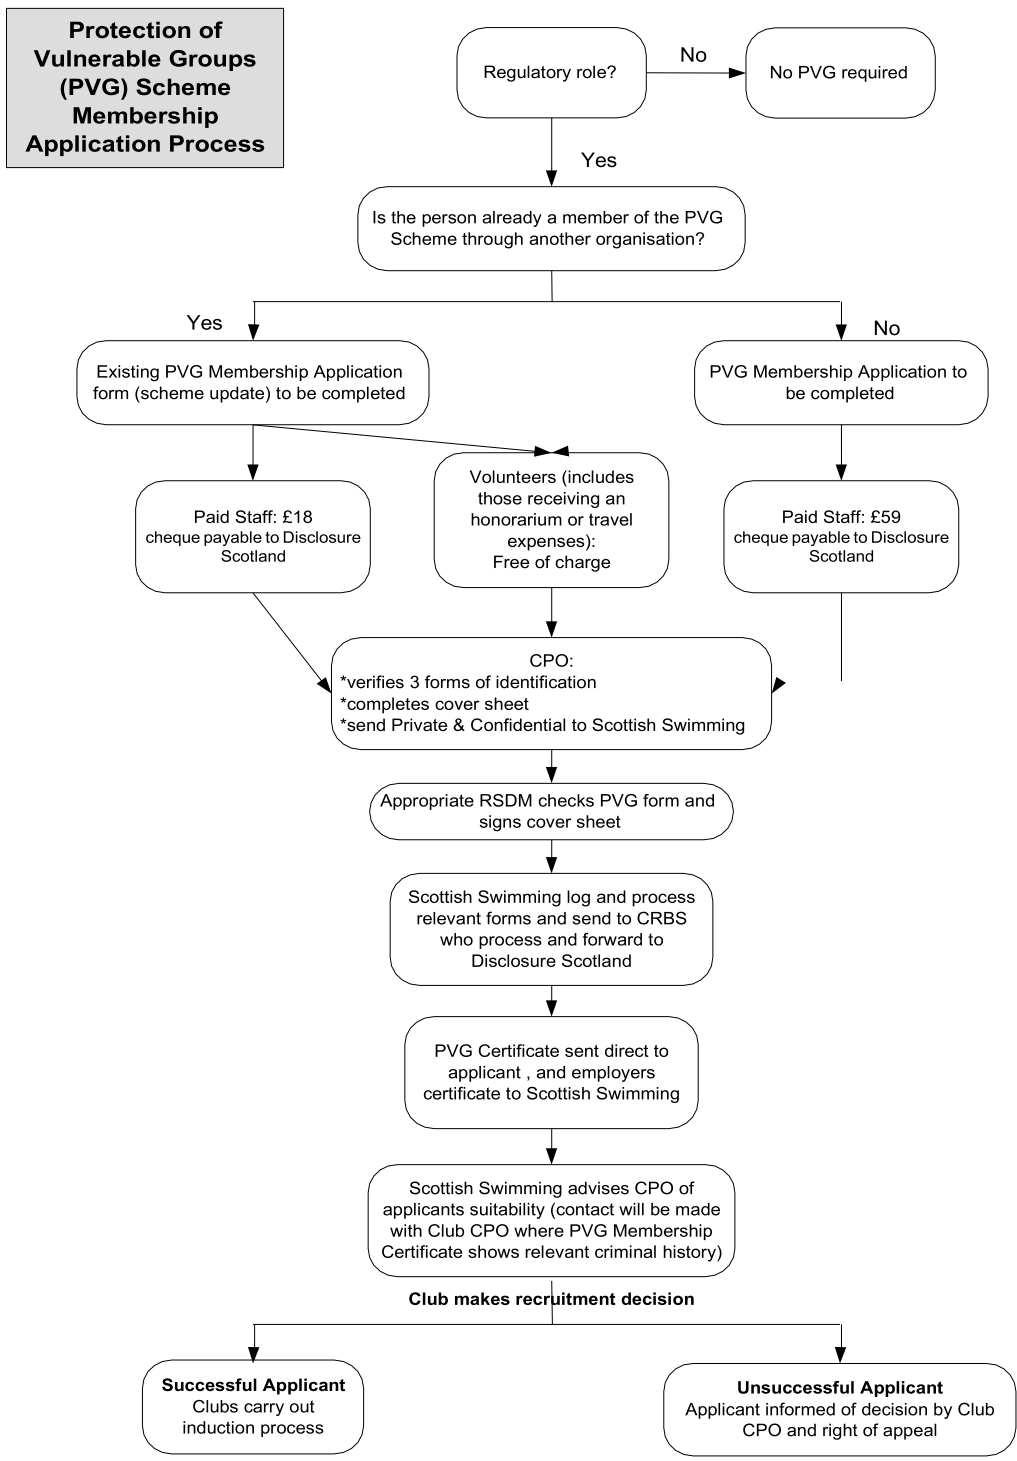 Protection of
Vulnerable Groups
(PVG) Scheme
Membership
Application Process
Regulatory role?
No
No PVG required
Yes
Is the person already a member of the PVG
Scheme through another organisation?
Yes
No
Existing PVG Membership Application
form (scheme update) to be completed
PVG Membership Application to
be completed
Paid Staff: £18
cheque payable to Disclosure
Scotland
Volunteers (includes
those receiving an
honorarium or travel
expenses):
Free of charge
Paid Staff: £59
cheque payable to Disclosure
Scotland
CPO:
*verifies 3 forms of identification
*completes cover sheet
*send Private & Confidential to Scottish Swimming
Appropriate RSDM checks PVG form and
signs cover sheet
Scottish Swimming log and process
relevant forms and send to CRBS
who process and forward to
Disclosure Scotland
PVG Certificate sent direct to
applicant , and employers
certificate to Scottish Swimming
Scottish Swimming advises CPO of
applicants suitability (contact will be made
with Club CPO where PVG Membership
Certificate shows relevant criminal history)
Club makes recruitment decision
Successful Applicant
Clubs carry out
induction process
Unsuccessful Applicant
Applicant informed of decision by Club
CPO and right of appeal